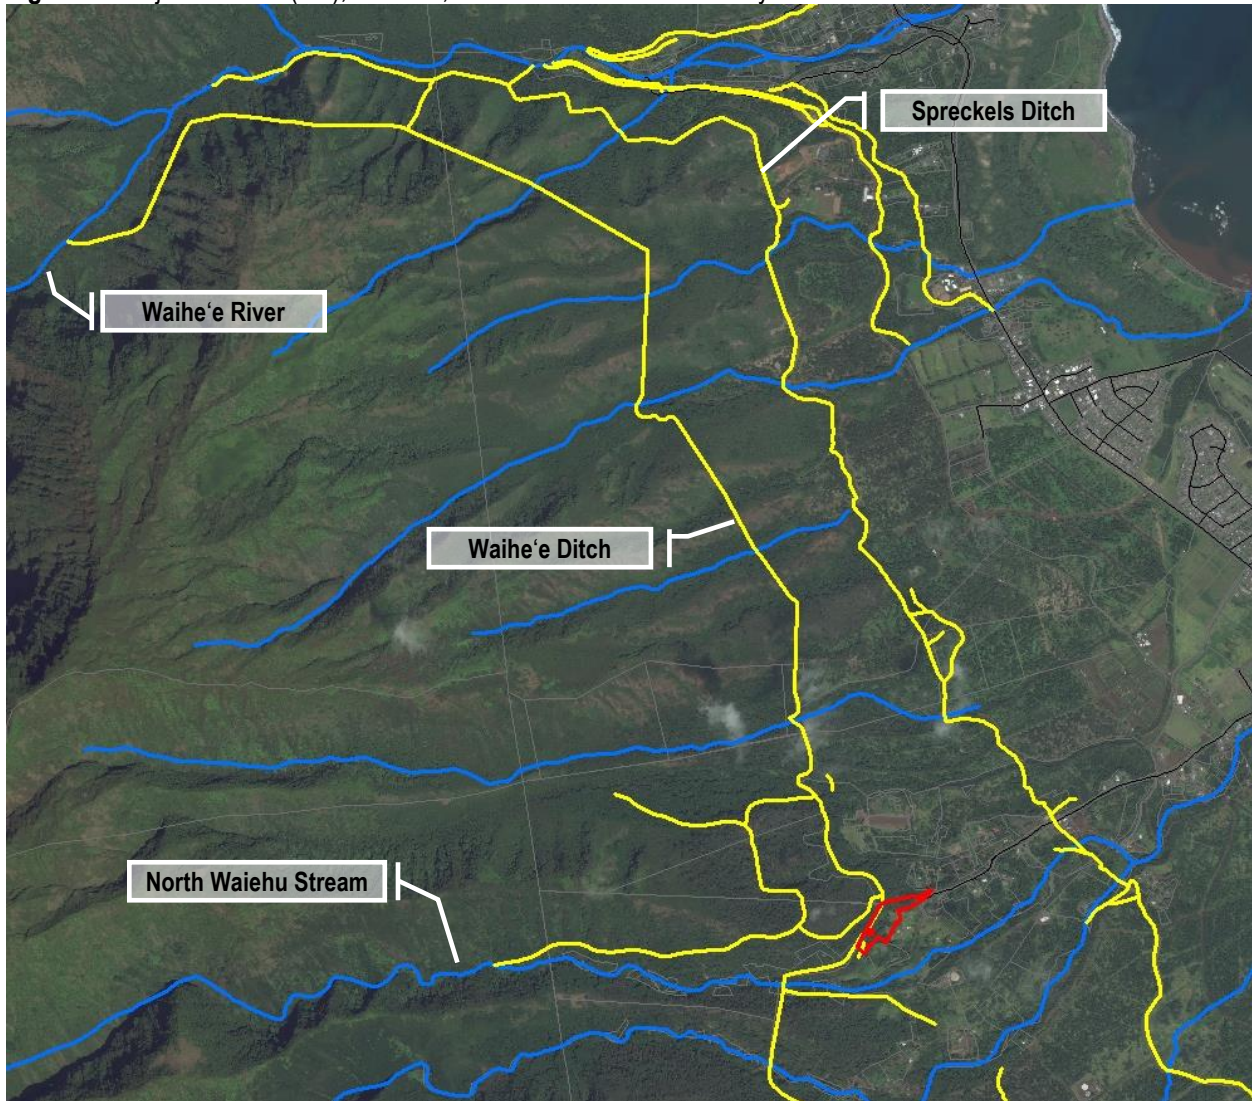 Spreckels Ditch
Waihe‘e River
Waihe‘e Ditch
North Waiehu Stream